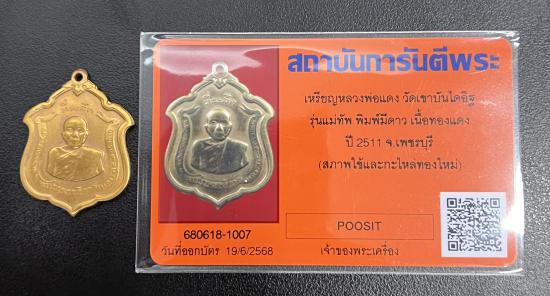 สถาบันการันตีพระ
เหรียญหลวงพ่อแดง วัดเขาบันไดอิฐ
รุ่นแม่ทัพ พิมพ์มีดาว เนื้อทองแดง
ปี 2511 จ.เพชรบุรี
(สภาพใช้และกะไหล่ทองใหม่)
680618-1007
วันที่ออกบัตร 19/6/2568
POOSIT
เจ้าของพระเครื่อง